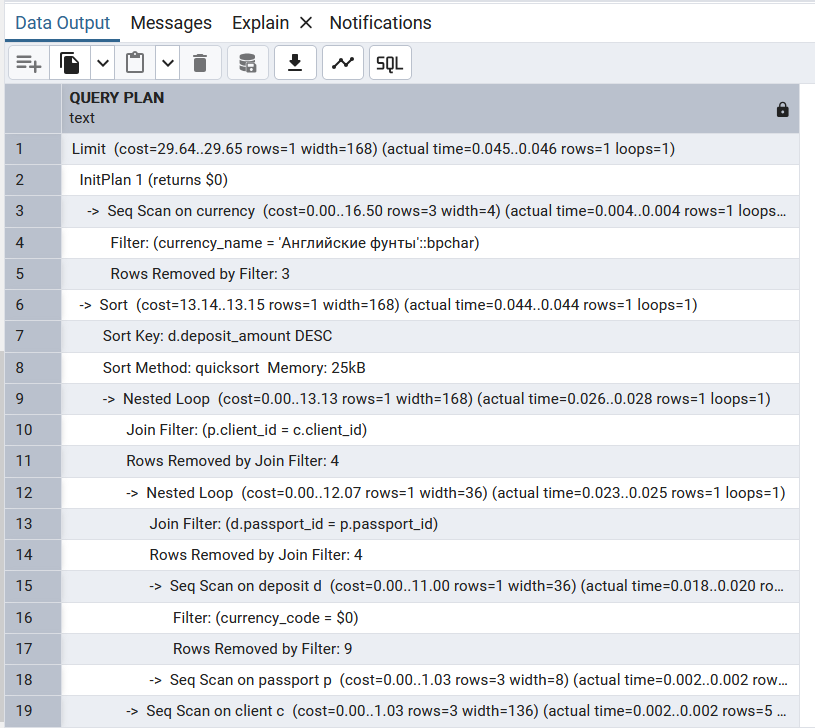 Data Output Messages Explain × Notifications
SQL
QUERY PLAN
text
1 Limit (cost=29.64..29.65 rows=1 width=168) (actual time=0.045..0.046 rows=1 loops=1)
2 InitPlan 1 (returns $0)
3 -> Seq Scan on currency (cost=0.00..16.50 rows=3 width=4) (actual time=0.004..0.004 rows=1 loops...
4 Filter: (currency_name = 'Английские фунты'::bpchar)
5 Rows Removed by Filter: 3
6 -> Sort (cost=13.14..13.15 rows=1 width=168) (actual time=0.044..0.044 rows=1 loops=1)
7 Sort Key: d.deposit_amount DESC
8 Sort Method: quicksort Memory: 25kB
9 -> Nested Loop (cost=0.00..13.13 rows=1 width=168) (actual time=0.026..0.028 rows=1 loops=1)
10 Join Filter: (p.client_id = c.client_id)
11 Rows Removed by Join Filter: 4
12 -> Nested Loop (cost=0.00..12.07 rows=1 width=36) (actual time=0.023..0.025 rows=1 loops=1)
13 Join Filter: (d.passport_id = p.passport_id)
14 Rows Removed by Join Filter: 4
15 -> Seq Scan on deposit d (cost=0.00..11.00 rows=1 width=36) (actual time=0.018..0.020 ro...
16 Filter: (currency_code = $0)
17 Rows Removed by Filter: 9
18 -> Seq Scan on passport p (cost=0.00..1.03 rows=3 width=8) (actual time=0.002..0.002 row...
19 -> Seq Scan on client c (cost=0.00..1.03 rows=3 width=136) (actual time=0.002..0.002 rows=5 ...